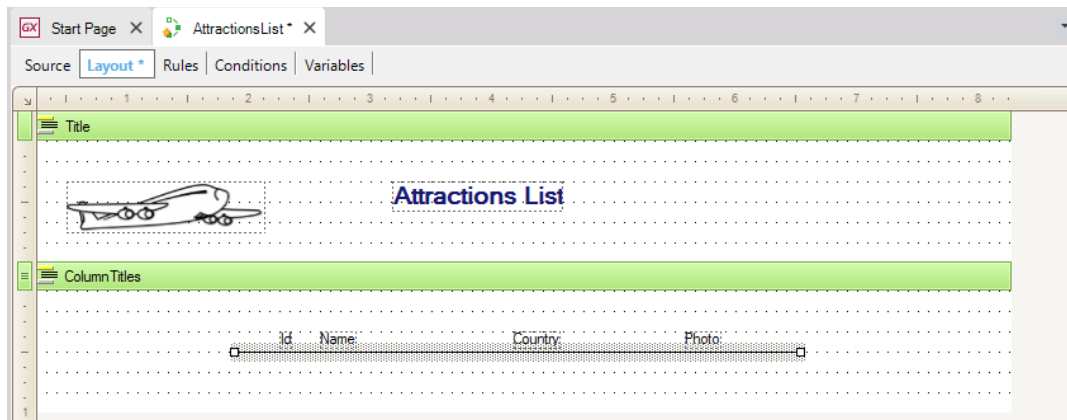 GX Start Page AttractionsList *
Source Layout * Rules Conditions Variables
1 2 3 4 5 6 7 8
Title
Attractions List
ColumnTitles
Id Name: Country: Photo:
1